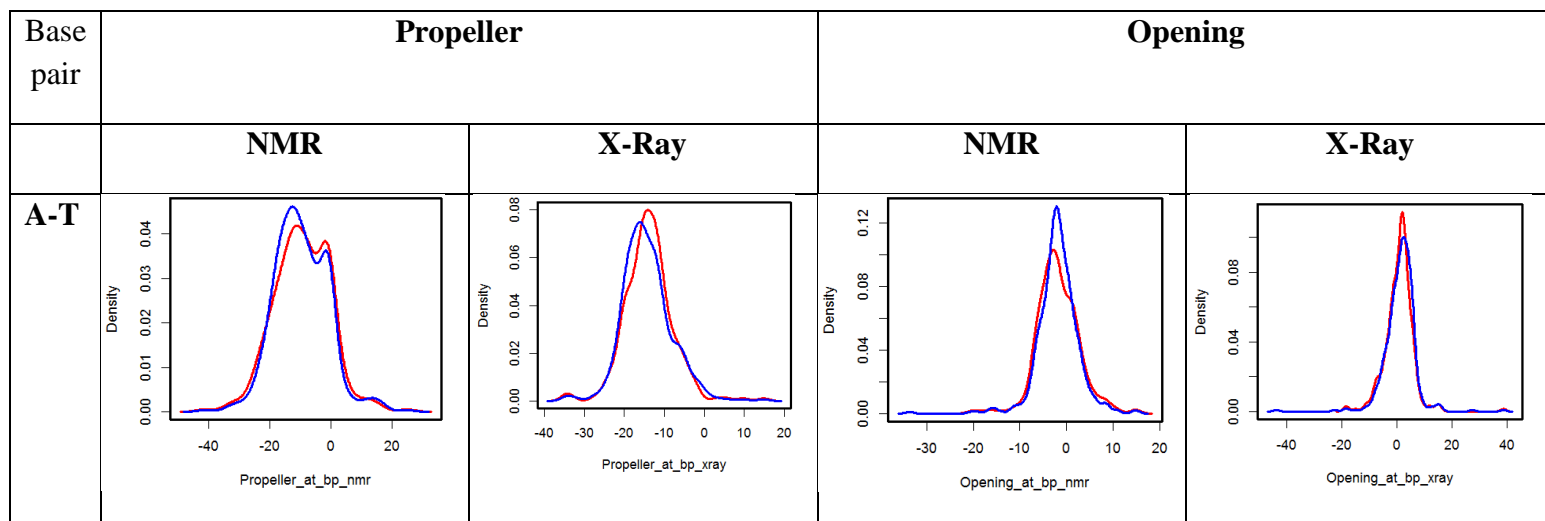 Base pair
Propeller
Opening
NMR
X-Ray
NMR
X-Ray
A-T
Density
0.00 0.01 0.02 0.03 0.04
-40 -20 0 20
Propeller_at_bp_nmr
Density
0.00 0.02 0.04 0.06 0.08
-40 -30 -20 -10 0 10 20
Propeller_at_bp_xray
Density
0.00 0.04 0.08 0.12
-30 -20 -10 0 10 20
Opening_at_bp_nmr
Density
0.00 0.04 0.08
-40 -20 0 20 40
Opening_at_bp_xray